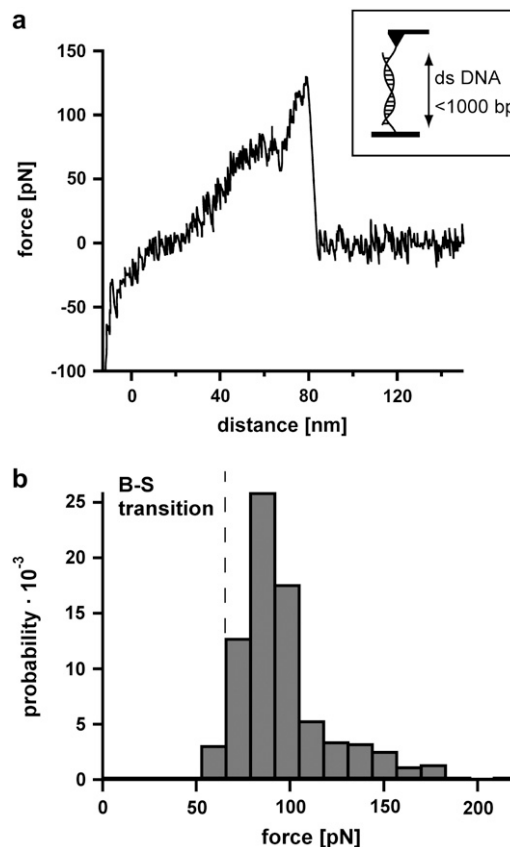 a
150
100
50
0
-50
-100
force [pN]
0
40
80
120
distance [nm]
ds DNA
<1000 bp
b
B-S
transition
25
20
15
10
5
0
probability · 10⁻³
0
50
100
150
200
force [pN]